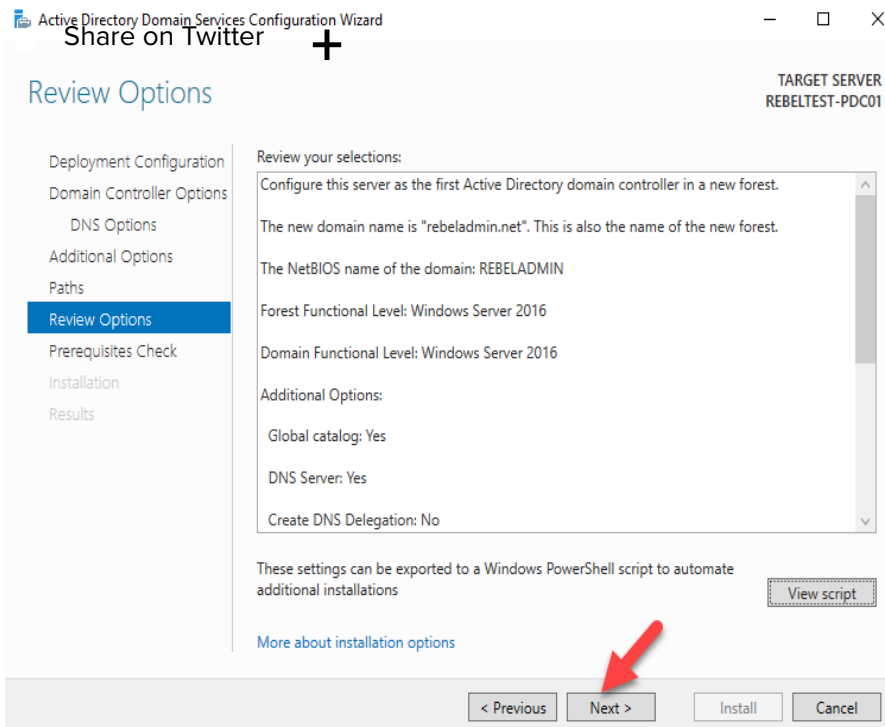 Active Directory Domain Services Configuration Wizard
Share on Twitter
Review Options
TARGET SERVER
REBELTEST-PDC01
Deployment Configuration
Domain Controller Options
DNS Options
Additional Options
Paths
Review Options
Prerequisites Check
Installation
Results
Review your selections:
Configure this server as the first Active Directory domain controller in a new forest.
The new domain name is "rebeladmin.net". This is also the name of the new forest.
The NetBIOS name of the domain: REBELADMIN
Forest Functional Level: Windows Server 2016
Domain Functional Level: Windows Server 2016
Additional Options:
Global catalog: Yes
DNS Server: Yes
Create DNS Delegation: No
These settings can be exported to a Windows PowerShell script to automate
additional installations
View script
More about installation options
< Previous
Next >
Install
Cancel